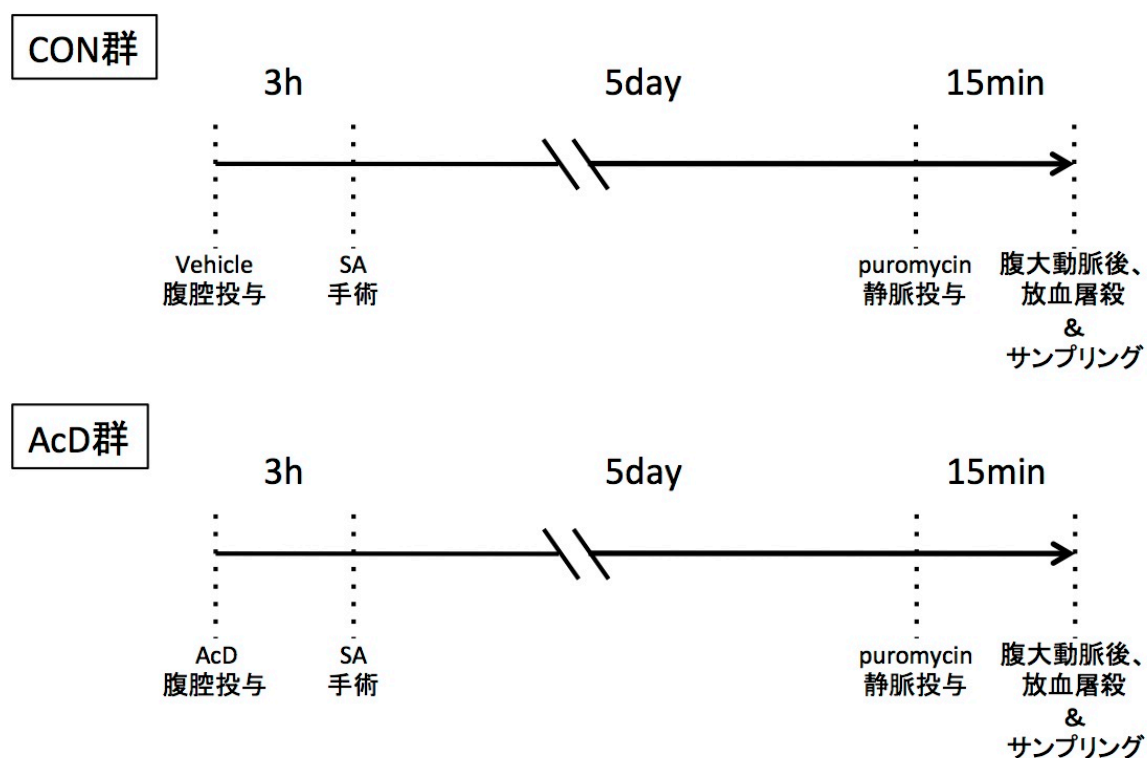 CON群
3h 5day 15min
Vehicle
腹腔投与
SA
手術
puromycin
静脈投与
腹大動脈後、
放血屠殺
&
サンプリング
AcD群
3h 5day 15min
AcD
腹腔投与
SA
手術
puromycin
静脈投与
腹大動脈後、
放血屠殺
&
サンプリング